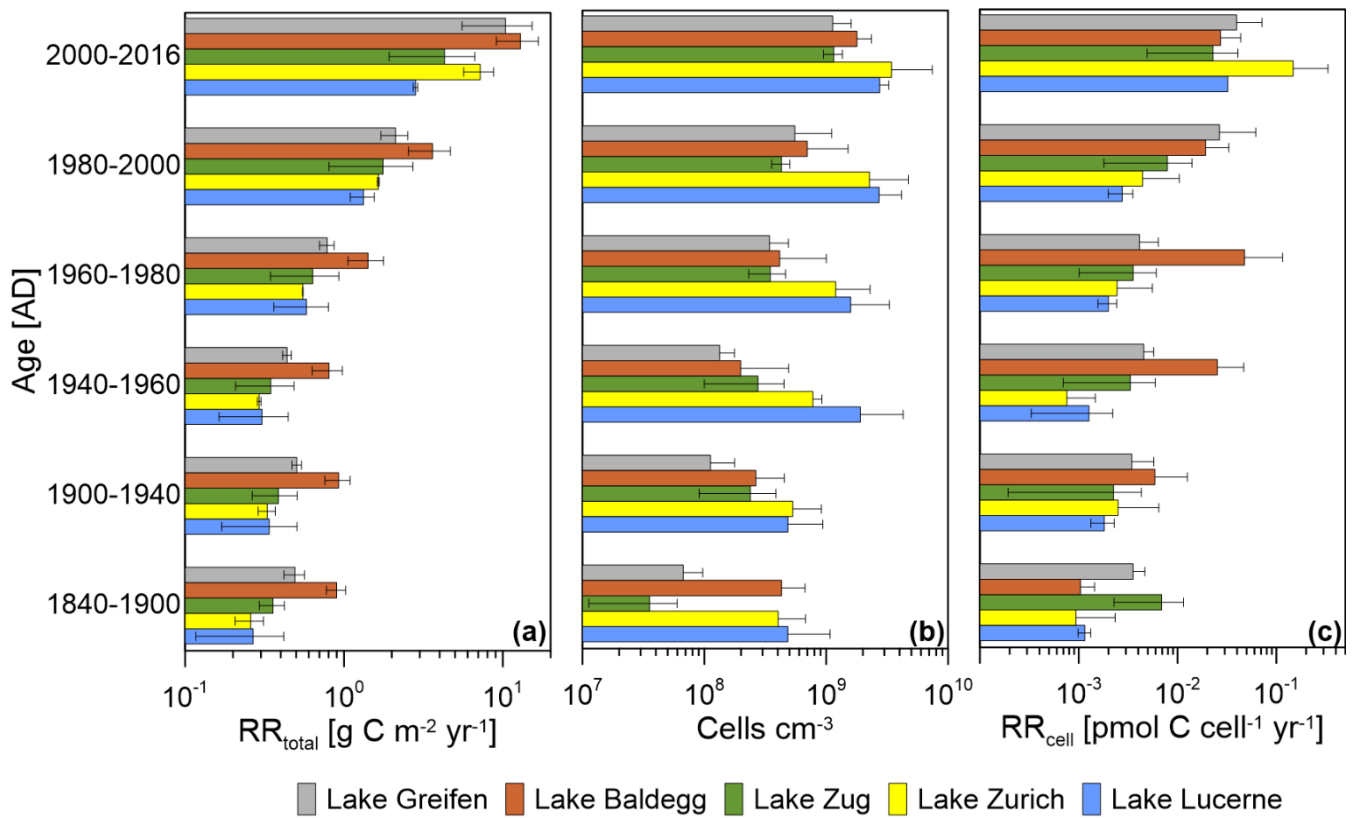 Age [AD]
2000-2016
1980-2000
1960-1980
1940-1960
1900-1940
1840-1900
(a)
(b)
(c)
10⁻¹ 10⁰ 10¹
10⁷ 10⁸ 10⁹ 10¹⁰
10⁻³ 10⁻² 10⁻¹
RRtotal [g C m⁻² yr⁻¹]
Cells cm⁻³
RRcell [pmol C cell⁻¹ yr⁻¹]
Lake Greifen Lake Baldegg Lake Zug Lake Zurich Lake Lucerne